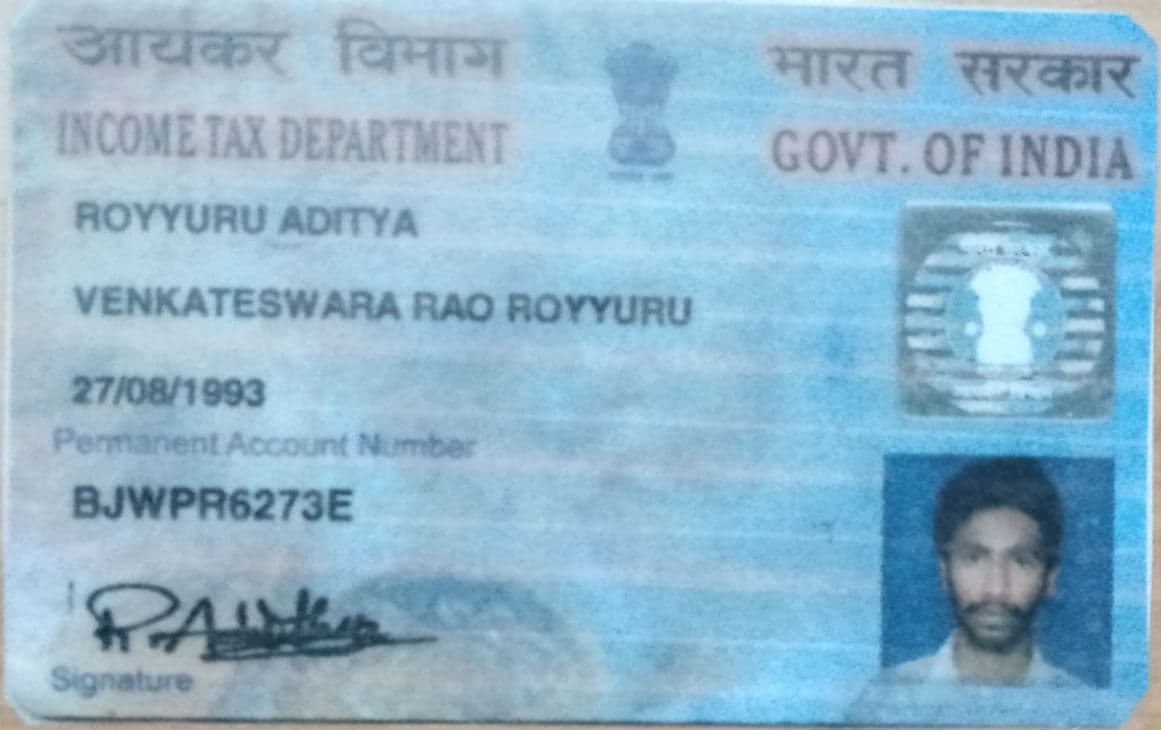 आयकर विभाग
भारत सरकार
INCOME TAX DEPARTMENT
GOVT. OF INDIA
ROYYURU ADITYA
VENKATESWARA RAO ROYYURU
27/08/1993
Permanent Account Number
BJWPR6273E
Signature